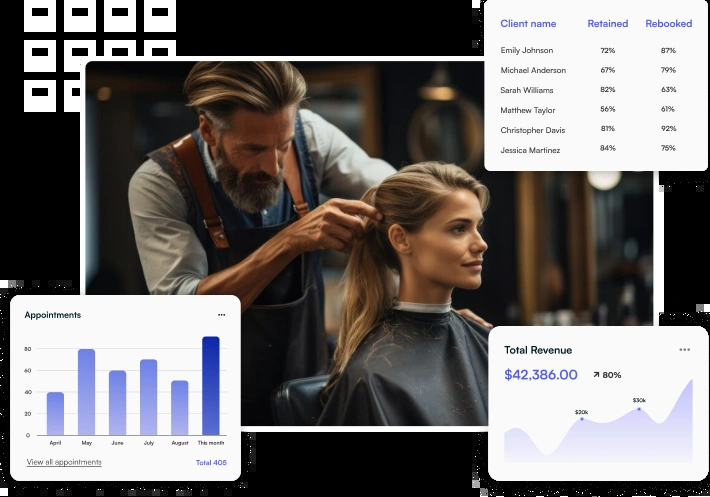 Client name Retained Rebooked
Emily Johnson 72% 87%
Michael Anderson 67% 79%
Sarah Williams 82% 63%
Matthew Taylor 56% 61%
Christopher Davis 81% 92%
Jessica Martinez 84% 75%
Appointments
80
60
40
20
0
April May June July August This month
View all appointments Total 405
Total Revenue
$42,386.00 80%
$30k
$20k